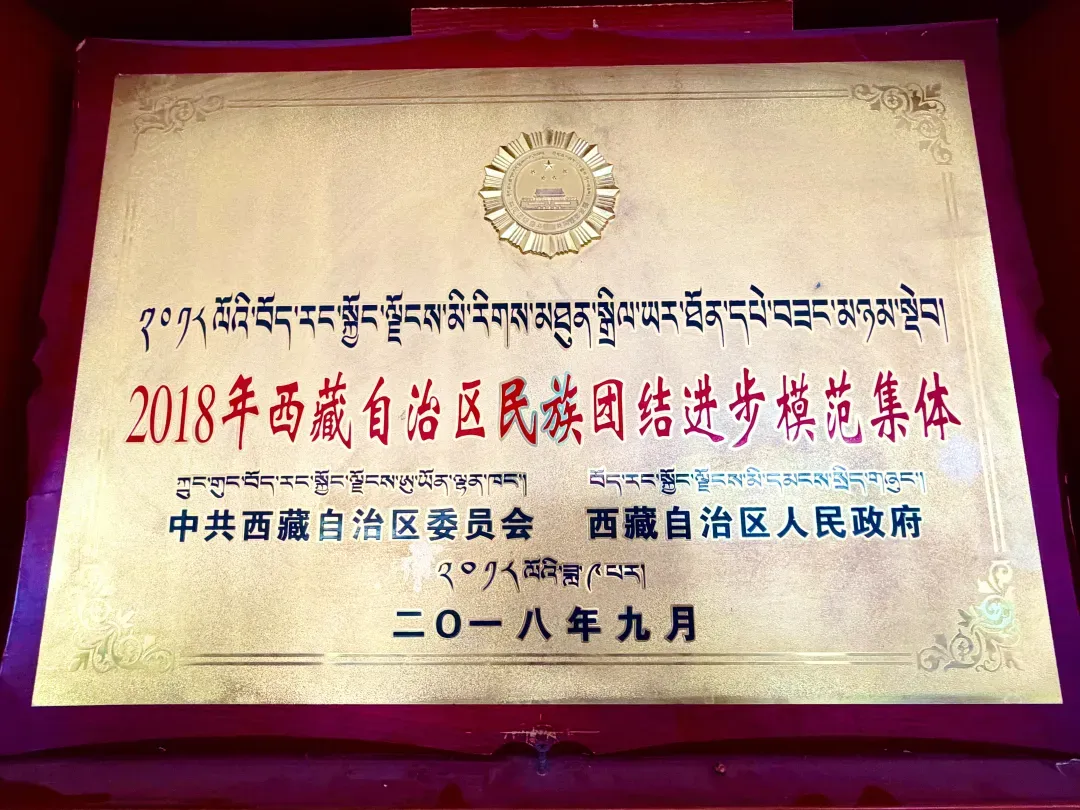 ༢༠༡༨ ལོའི་བོད་རང་སྐྱོང་ལྗོངས་མི་རིགས་མཐུན་སྒྲིལ་ཡར་ཐོན་དཔེ་བཟང་མ་ཉམ་སྡེབ།
2018年西藏自治区民族团结进步模范集体
ཀྲུང་གུང་བོད་རང་སྐྱོང་ལྗོངས་ཨུ་ཡོན་ལྷན་ཁང་། བོད་རང་སྐྱོང་ལྗོངས་མི་དམངས་སྲིད་གཞུང་།
中共西藏自治区委员会 西藏自治区人民政府
༢༠༡༨ ལོའི་ཟླ་ ༩ པར།
二〇一八年九月